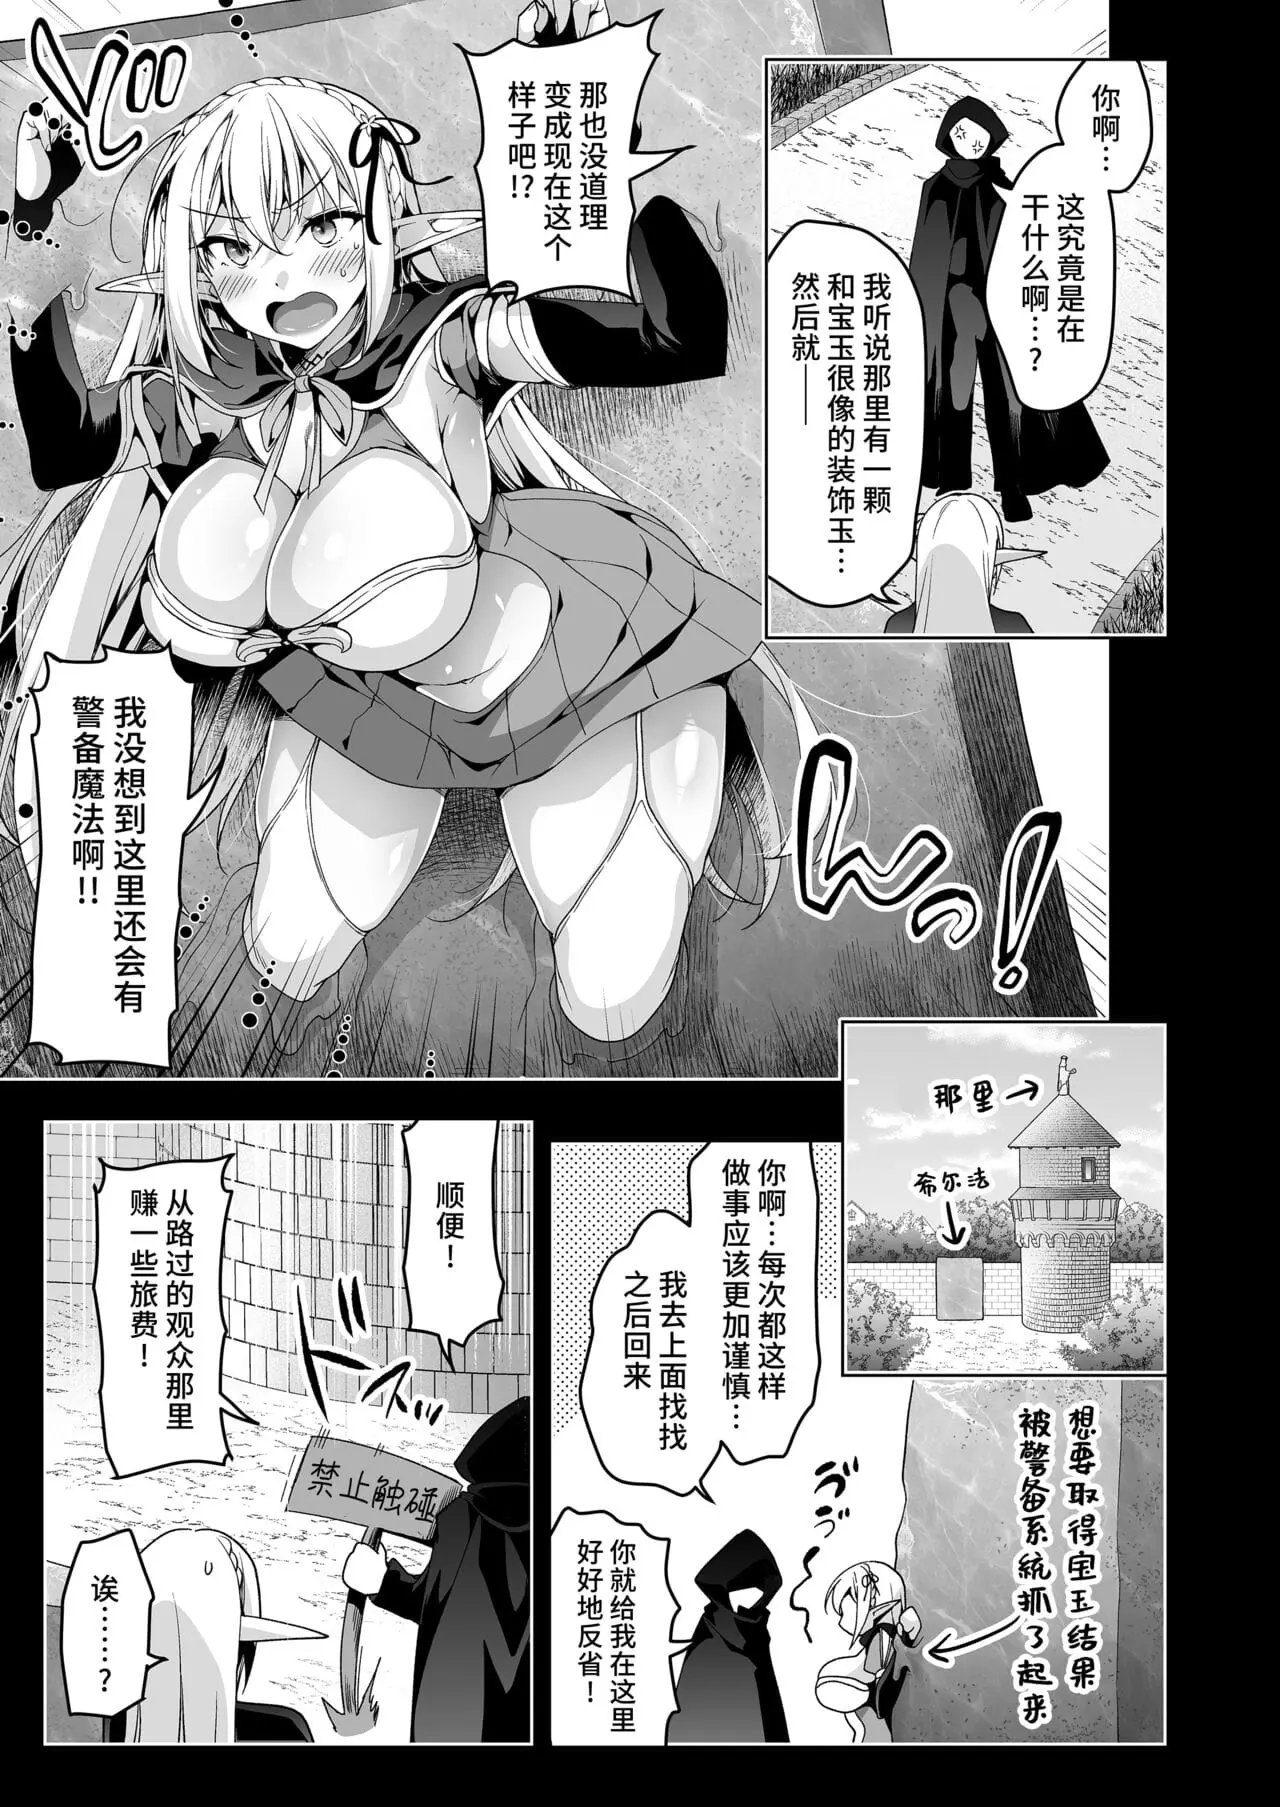 你啊…
这究竟是在
干什么啊…?
我听说那里有一颗
和宝玉很像的装饰玉…
然后就——
那也没道理
变成现在这个
样子吧!?
我没想到这里还会有
警备魔法啊!!
んっ!
那里→
希尔法
想要取得宝玉结果
被警备系統抓了起来
你啊…每次都这样
做事应该更加谨慎…
我去上面找找
之后回来
你就给我在这里
好好地反省!
顺便!
从路过的观众那里
赚一些旅费!
禁止触碰
诶……?